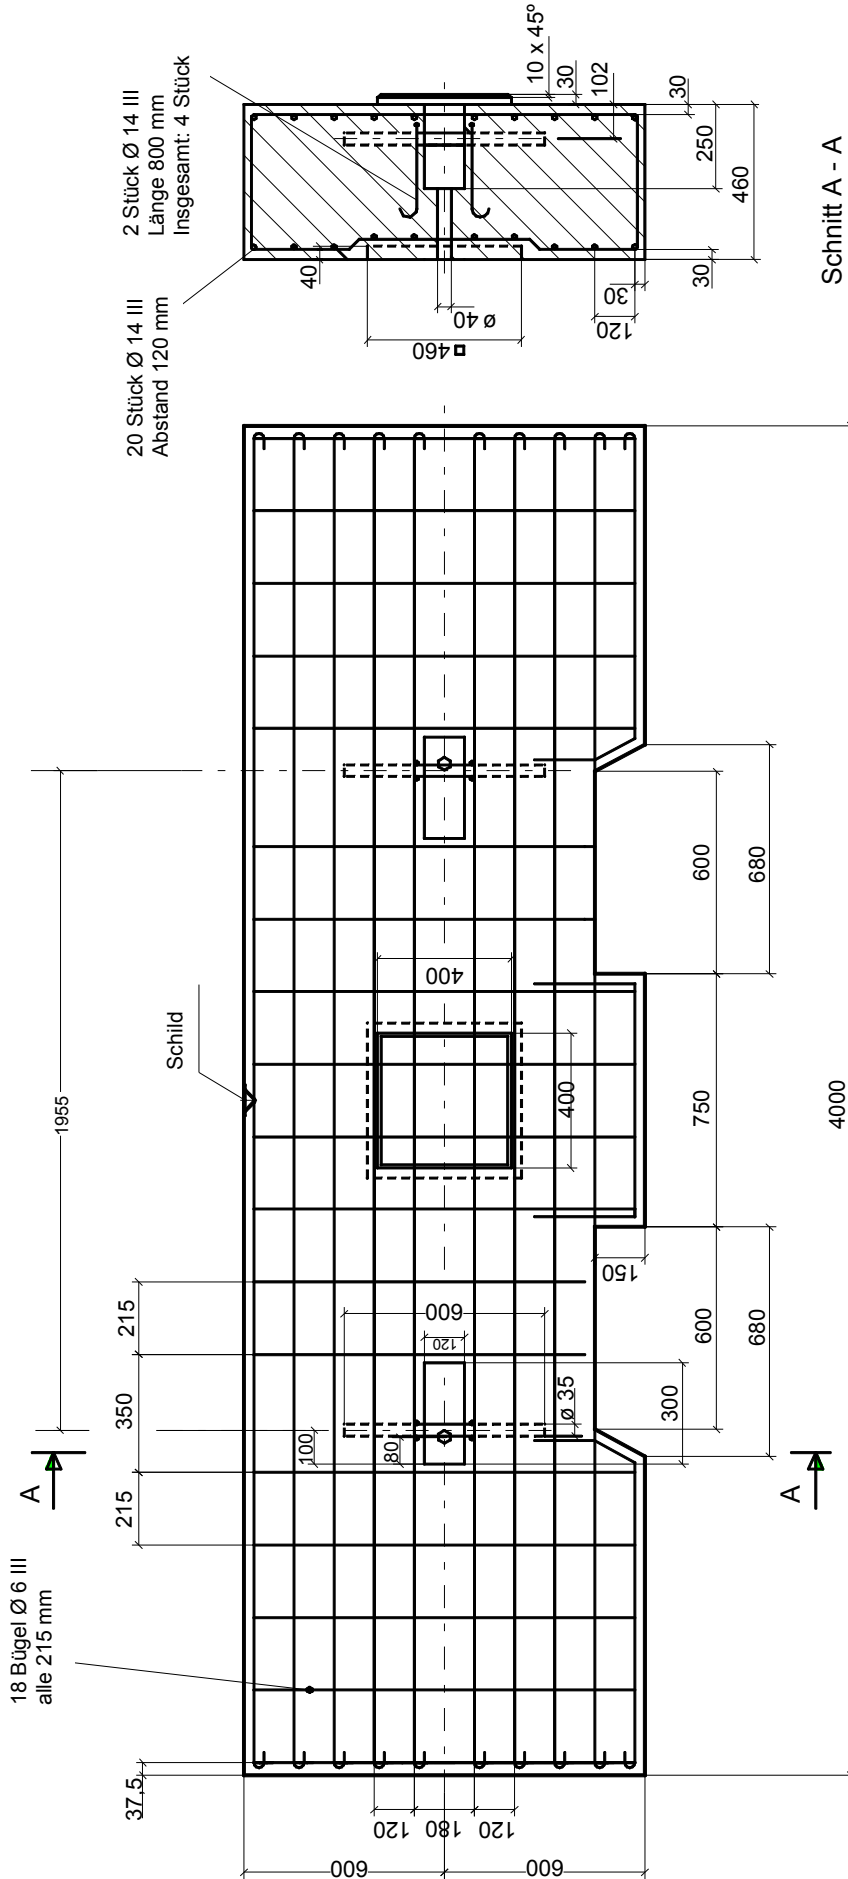 2 Stück Ø 14 III
Länge 800 mm
Insgesamt: 4 Stück
20 Stück Ø 14 III
Abstand 120 mm
10 x 45°
30
102
30
250
460
40
ø 40
460
30
30
120
Schnitt A - A
Schild
1955
400
400
600
680
750
4000
150
600
680
215
350
215
600
120
100
80
ø 35
300
A
A
18 Bügel Ø 6 III
alle 215 mm
37,5
120
180
120
600
600